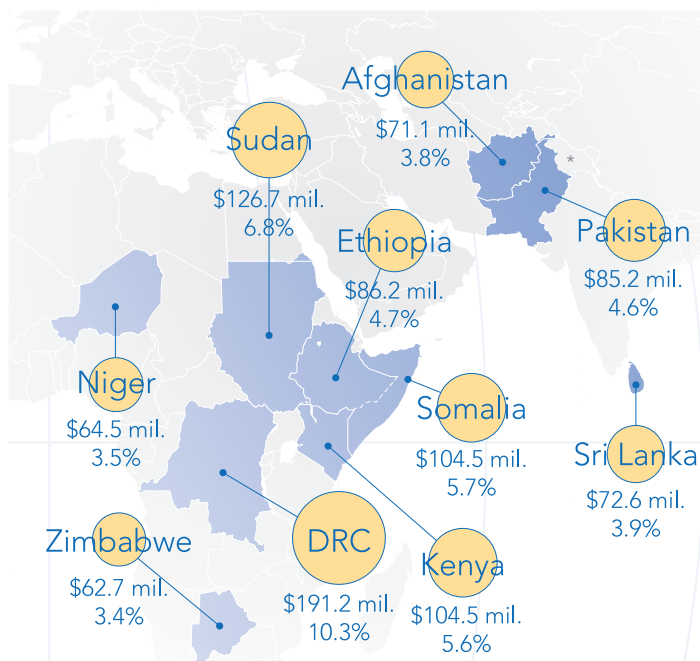 Afghanistan
$71.1 mil.
3.8%
*
Sudan
$126.7 mil.
6.8%
Ethiopia
$86.2 mil.
4.7%
Pakistan
$85.2 mil.
4.6%
Niger
$64.5 mil.
3.5%
Somalia
$104.5 mil.
5.7%
Sri Lanka
$72.6 mil.
3.9%
Zimbabwe
$62.7 mil.
3.4%
DRC
$191.2 mil.
10.3%
Kenya
$104.5 mil.
5.6%